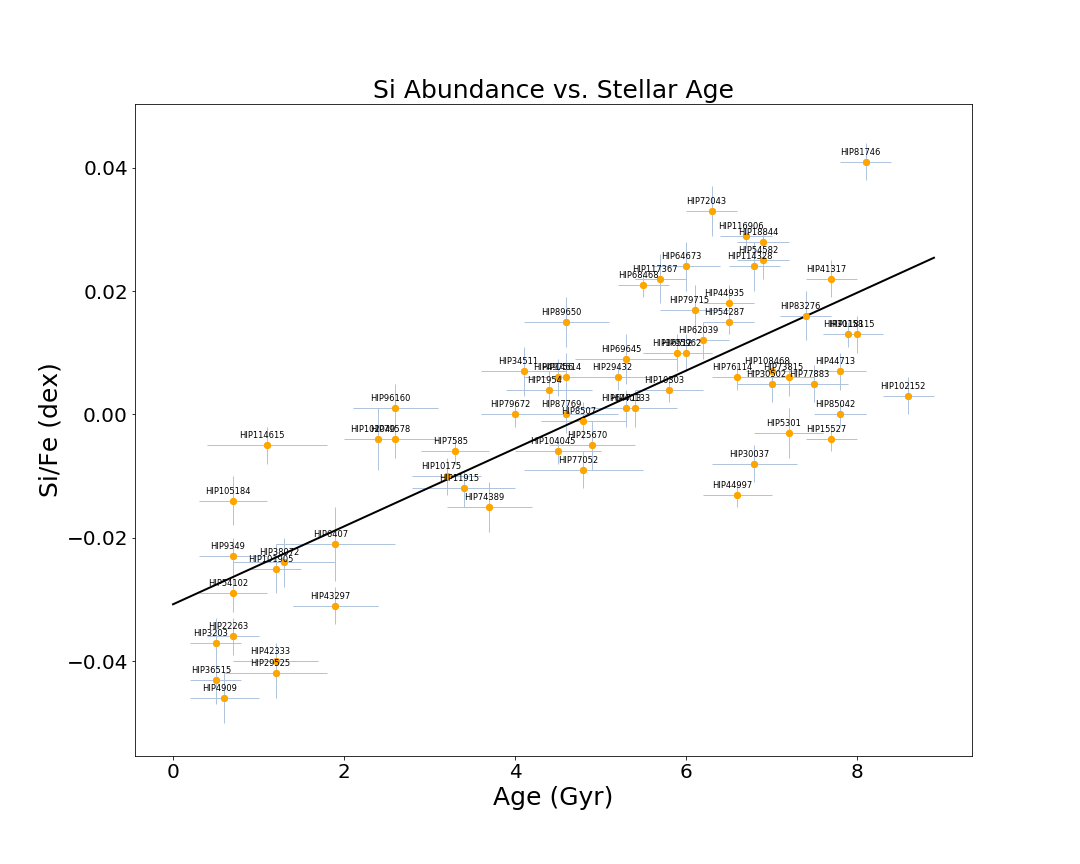 Si Abundance vs. Stellar Age
Si/Fe (dex)
0.04
0.02
0.00
−0.02
−0.04
HIP81746
HIP72043
HIP116906
HIP18844
HIP54582
HIP64673
HIP114328
HIP117367
HIP68468
HIP41317
HIP44935
HIP79715
HIP89650
HIP54287
HIP83276
HIP62039
HIP69645
HIP34511
HIP29432
HIP76114
HIP108468
HIP73815
HIP44713
HIP30502
HIP77883
HIP1954
HIP10303
HIP102152
HIP96160
HIP79672
HIP87769
HIP8507
HIP85042
HIP5301
HIP15527
HIP114615
HIP7585
HIP104045
HIP25670
HIP77052
HIP30037
HIP10175
HIP11915
HIP44997
HIP74389
HIP105184
HIP6407
HIP9349
HIP38072
HIP101905
HIP54102
HIP43297
HIP22263
HIP3203
HIP42333
HIP29525
HIP36515
HIP4909
0
2
4
6
8
Age (Gyr)